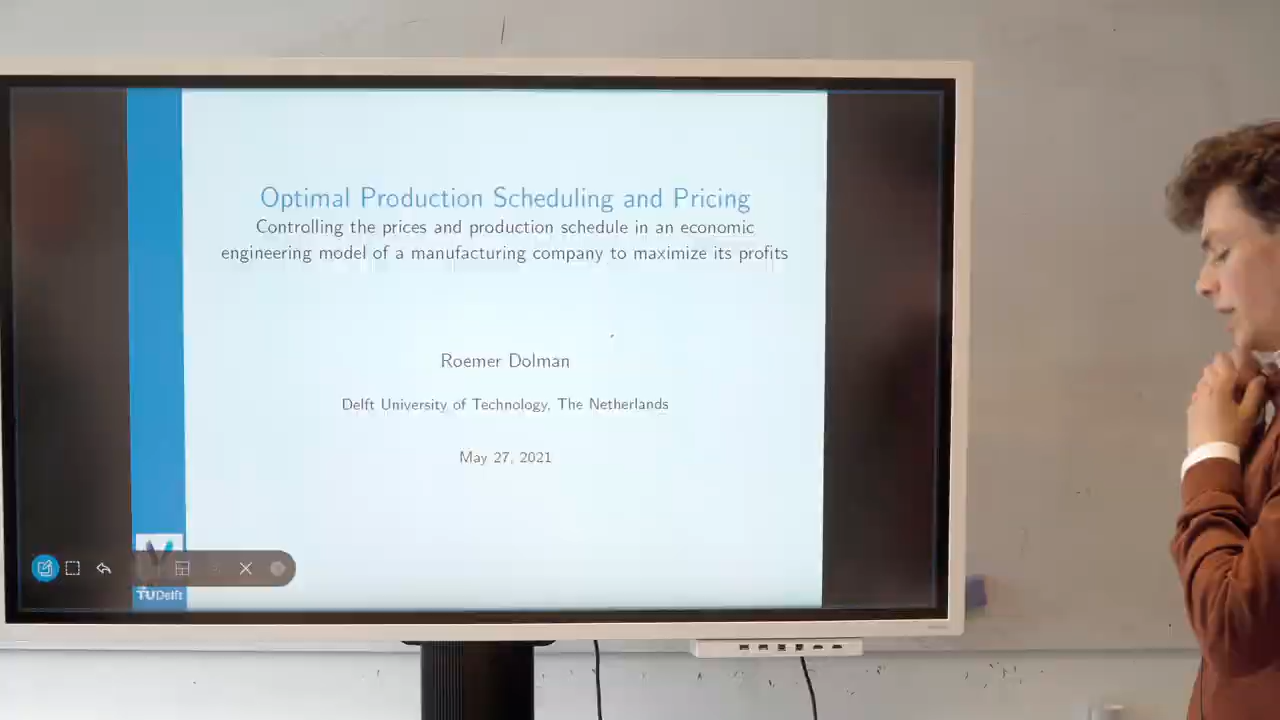 Optimal Production Scheduling and Pricing
Controlling the prices and production schedule in an economic
engineering model of a manufacturing company to maximize its profits
Roemer Dolman
Delft University of Technology, The Netherlands
May 27, 2021
TUDelft